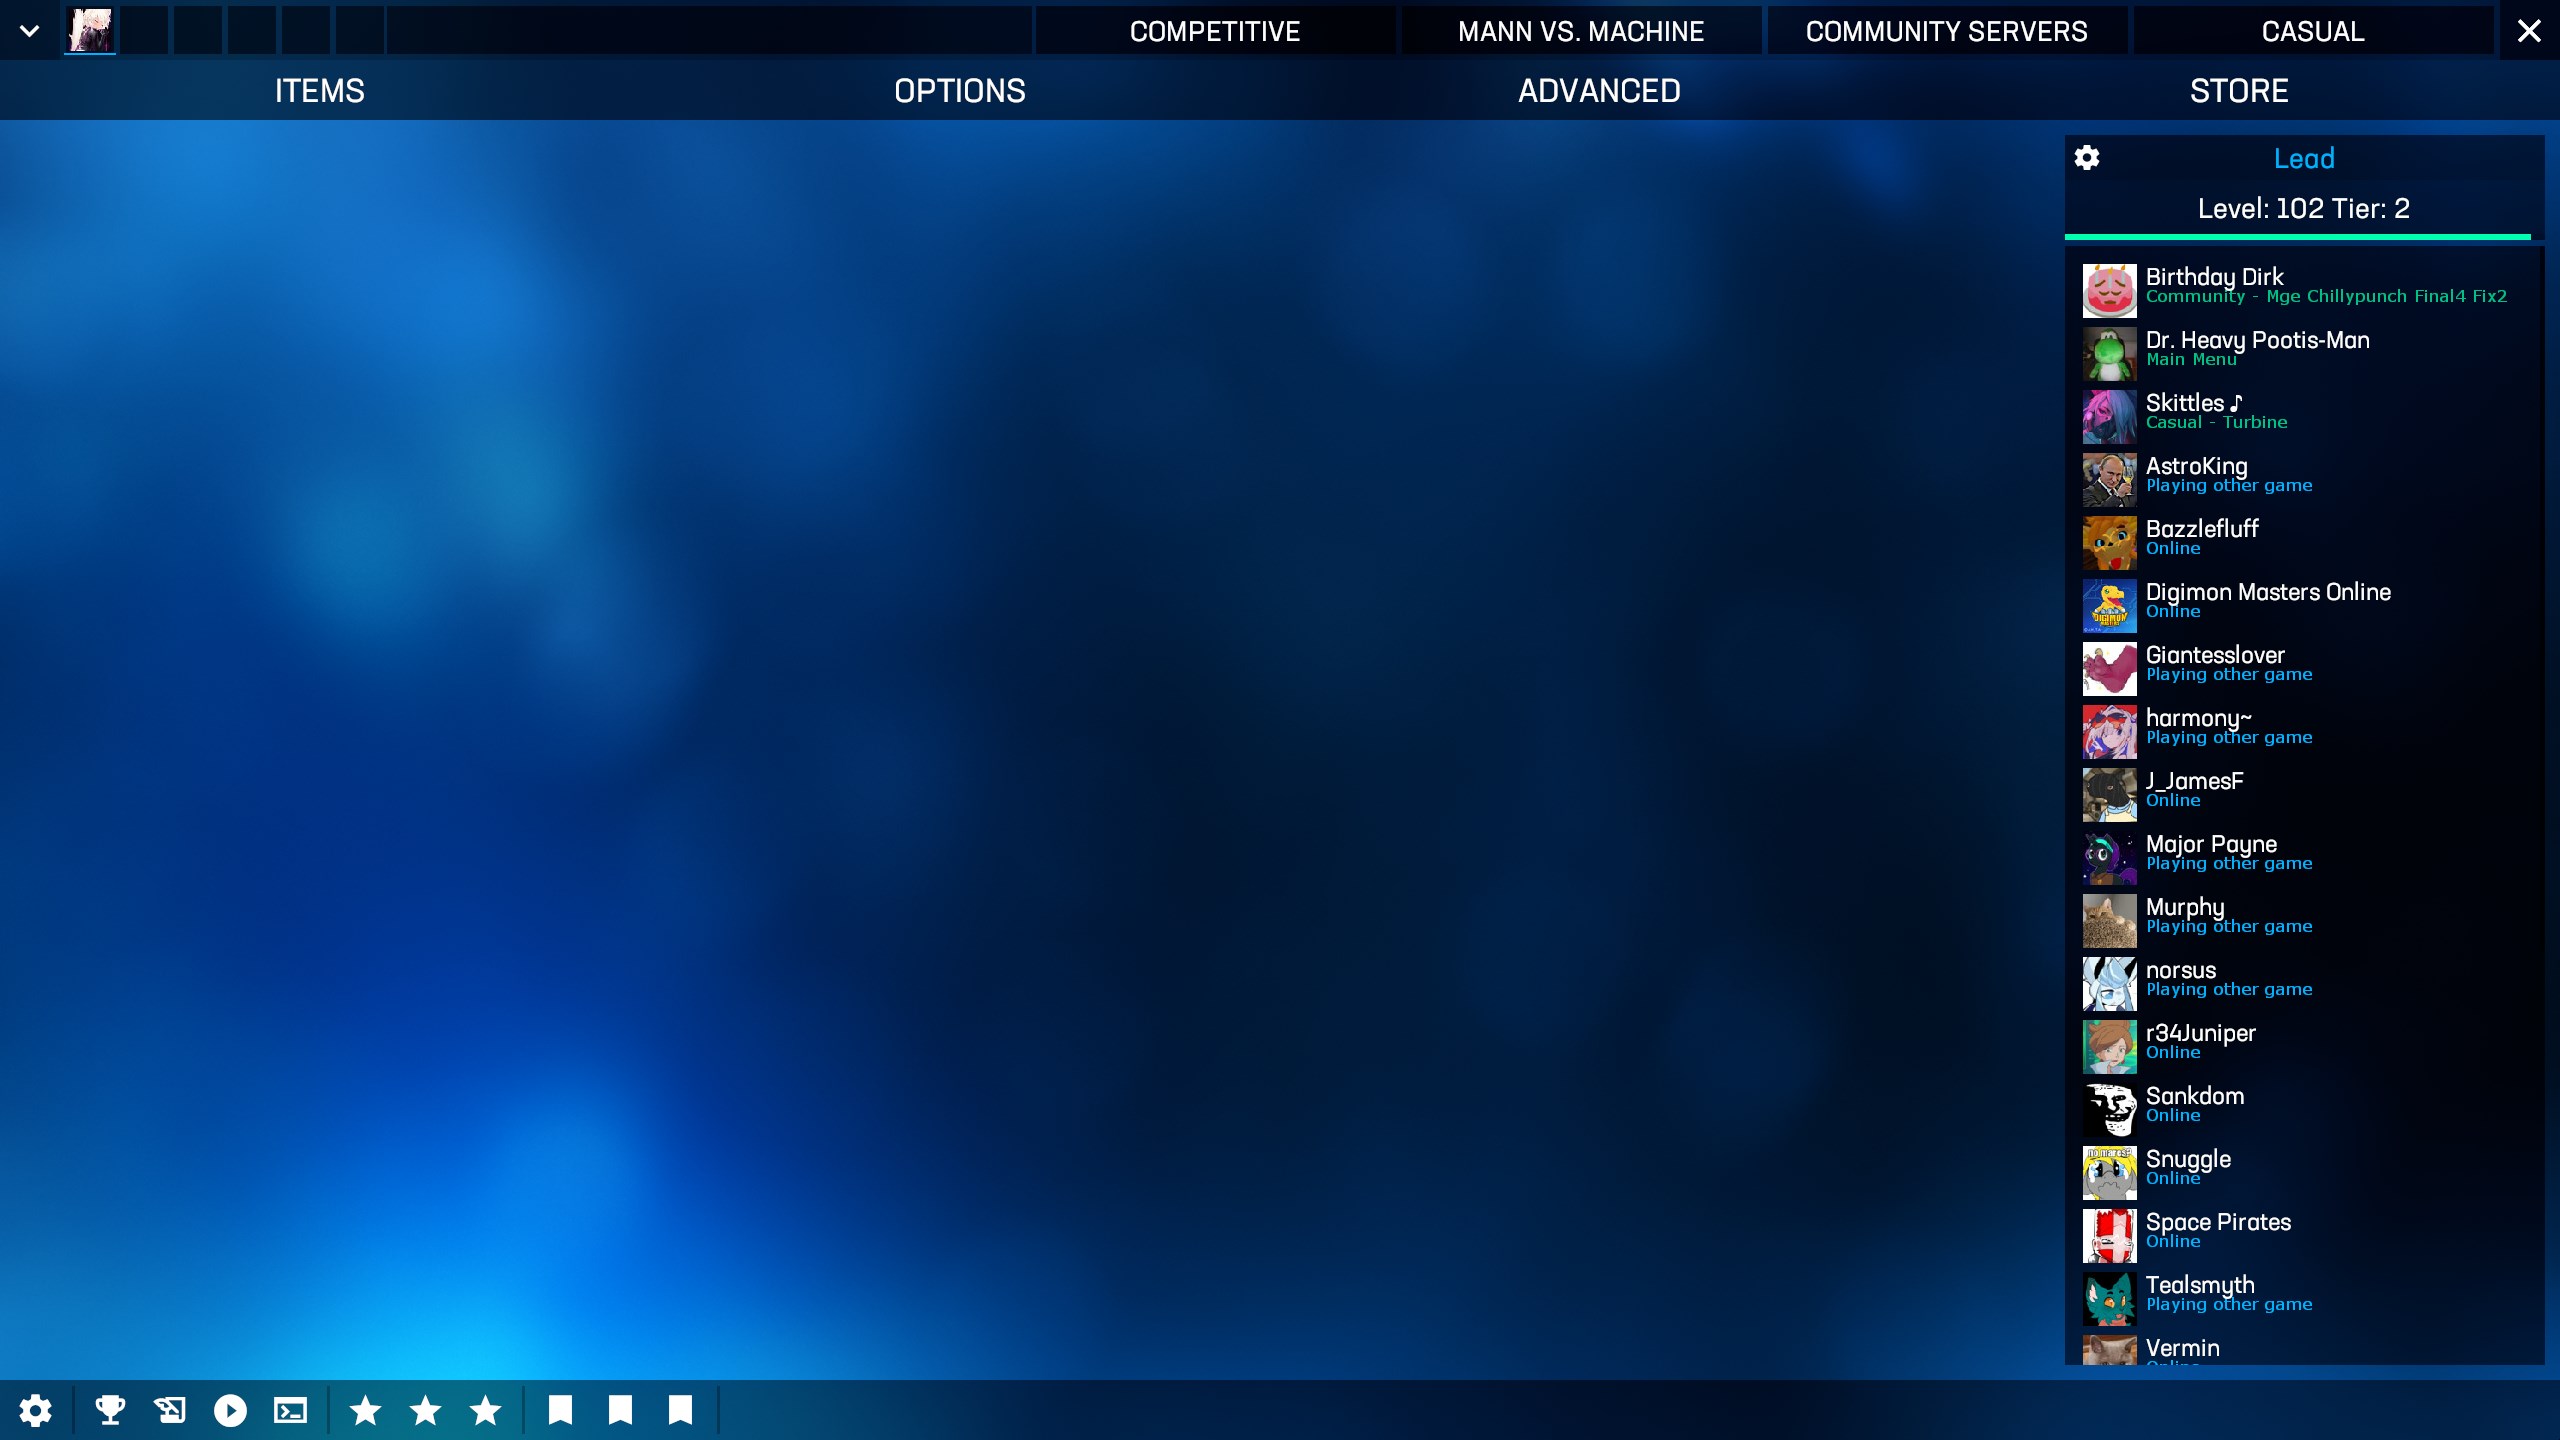 COMPETITIVE
MANN VS. MACHINE
COMMUNITY SERVERS
CASUAL
ITEMS
OPTIONS
ADVANCED
STORE
Lead
Level: 102 Tier: 2
Birthday Dirk
Community - Mge Chillypunch Final4 Fix2
Dr. Heavy Pootis-Man
Main Menu
Skittles ♪
Casual - Turbine
AstroKing
Playing other game
Bazzlefluff
Online
Digimon Masters Online
Online
Giantesslover
Playing other game
harmony~
Playing other game
J_JamesF
Online
Major Payne
Playing other game
Murphy
Playing other game
norsus
Playing other game
r34Juniper
Online
Sankdom
Online
no mares?
Snuggle
Online
Space Pirates
Online
Tealsmyth
Playing other game
Vermin
Online